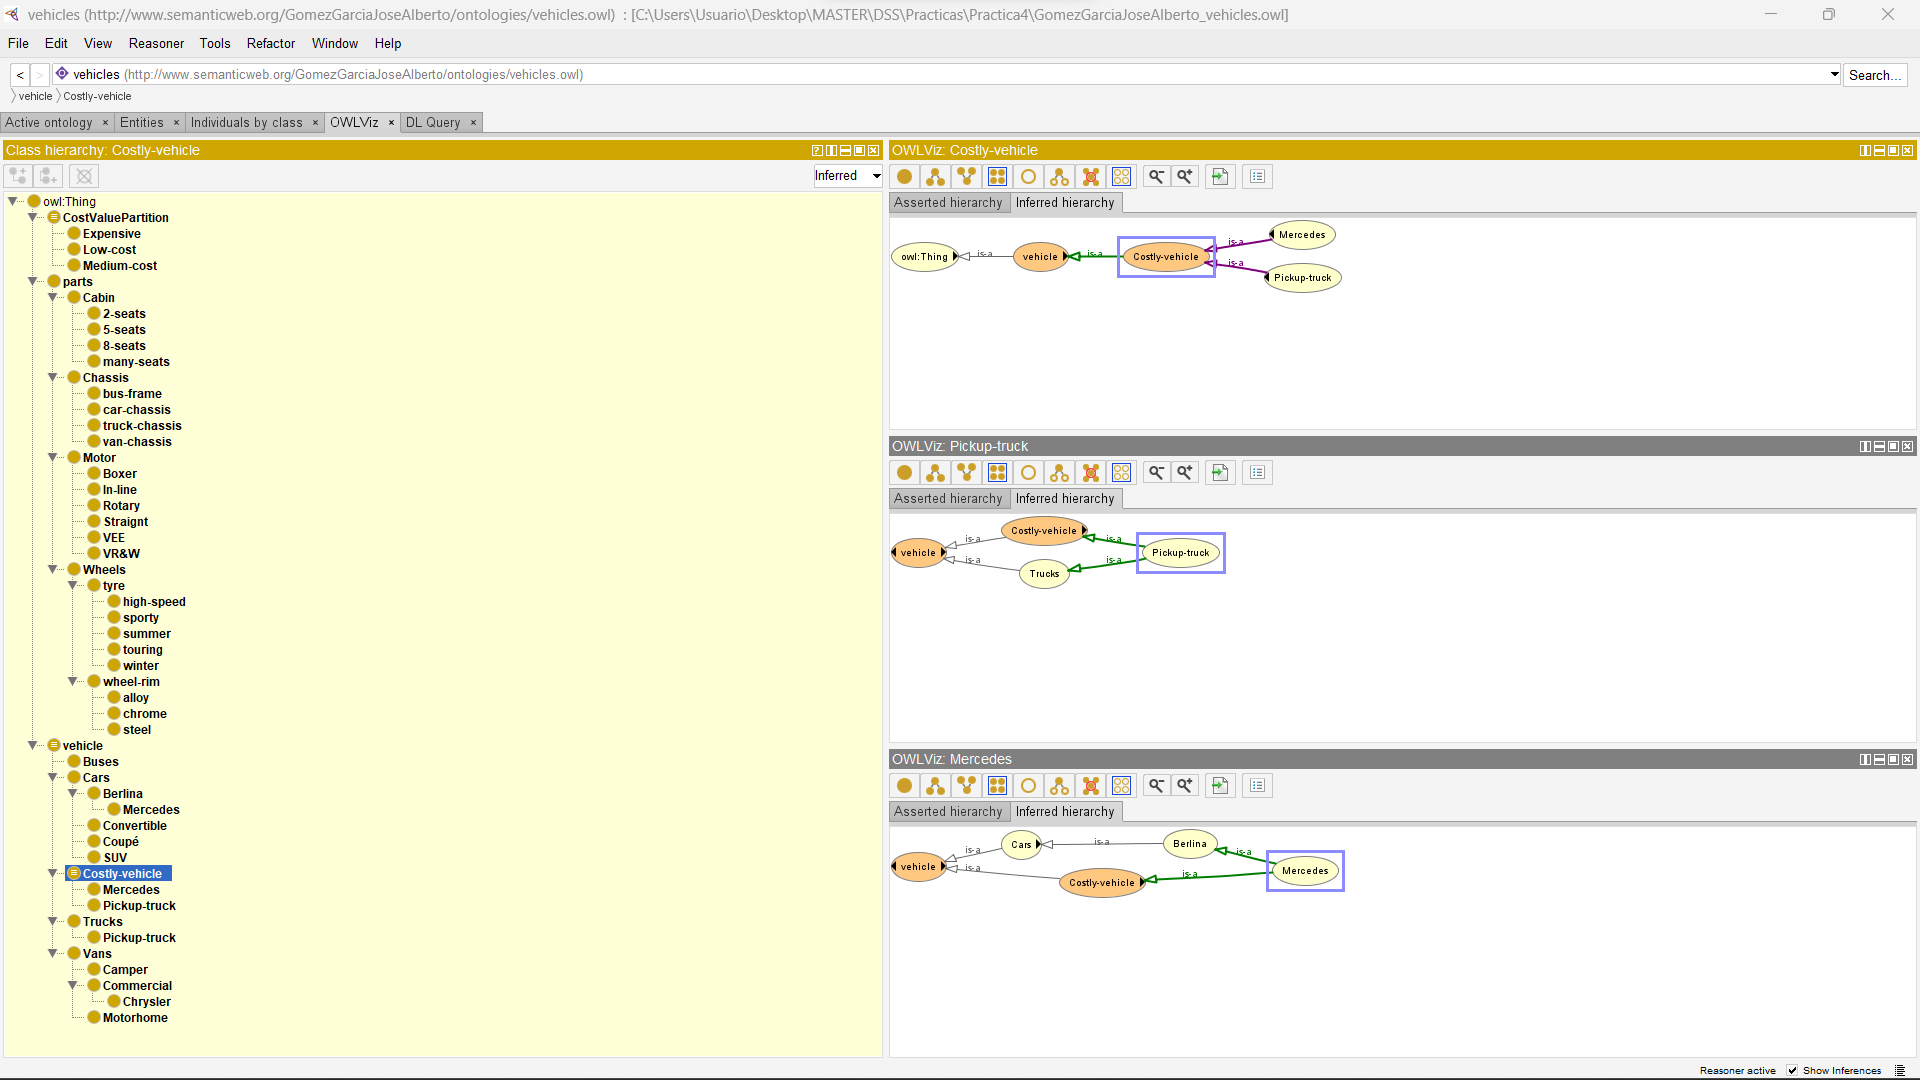 vehicles (http://www.semanticweb.org/GomezGarciaJoseAlberto/ontologies/vehicles.owl) : [C:\Users\Usuario\Desktop\MASTER\DSS\Practicas\Practica4\GomezGarciaJoseAlberto_vehicles.owl]
File Edit View Reasoner Tools Refactor Window Help
< > vehicles (http://www.semanticweb.org/GomezGarciaJoseAlberto/ontologies/vehicles.owl) Search...
vehicle Costly-vehicle
Active ontology × Entities × Individuals by class × OWLViz × DL Query ×
Class hierarchy: Costly-vehicle
Inferred
owl:Thing
CostValuePartition
Expensive
Low-cost
Medium-cost
parts
Cabin
2-seats
5-seats
8-seats
many-seats
Chassis
bus-frame
car-chassis
truck-chassis
van-chassis
Motor
Boxer
In-line
Rotary
Straignt
VEE
VR&W
Wheels
tyre
high-speed
sporty
summer
touring
winter
wheel-rim
alloy
chrome
steel
vehicle
Buses
Cars
Berlina
Mercedes
Convertible
Coupé
SUV
Costly-vehicle
Mercedes
Pickup-truck
Trucks
Pickup-truck
Vans
Camper
Commercial
Chrysler
Motorhome
OWLViz: Costly-vehicle
Asserted hierarchy Inferred hierarchy
Mercedes
is-a
owl:Thing is-a vehicle is-a Costly-vehicle
is-a
Pickup-truck
OWLViz: Pickup-truck
Asserted hierarchy Inferred hierarchy
Costly-vehicle
is-a is-a
vehicle Pickup-truck
is-a is-a
Trucks
OWLViz: Mercedes
Asserted hierarchy Inferred hierarchy
Cars is-a Berlina
is-a is-a
vehicle Mercedes
is-a is-a
Costly-vehicle
Reasoner active Show Inferences